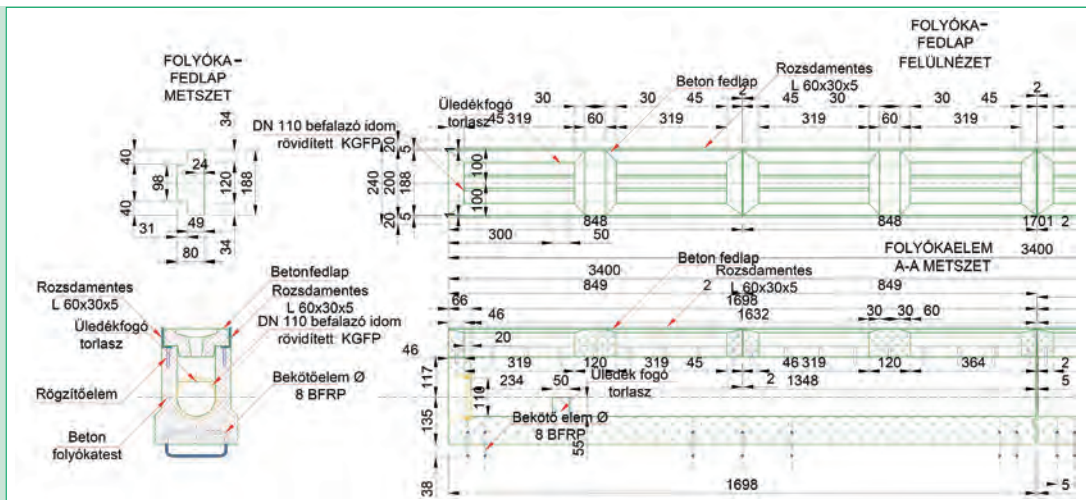 FOLYÓKA-
FEDLAP
METSZET
34
40
24
98
120
188
40
49
31
80
34
FOLYÓKA-
FEDLAP
FELÜLNÉZET
Beton fedlap
Rozsdamentes
L 60x30x5
Üledékfogó
torlasz
DN 110 befalazó idom
rövidített KGFP
30
30
45
2
45
30
30
45
2
45
319
60
319
319
60
319
20
5
1
240
200
188
100
100
5
20
1
848
848
1701
2
300
50
3400
Rozsdamentes
L 60x30x5
Üledékfogó
torlasz
Rögzítőelem
Beton
folyókatest
Betonfedlap
Rozsdamentes
L 60x30x5
DN 110 befalazó idom
rövidített KGFP
Bekötőelem Ø
8 BFRP
FOLYÓKAELEM
A-A METSZET
Beton fedlap
Rozsdamentes
L 60x30x5
3400
849
2
849
1698
66
1632
46
30
30
60
20
46
319
120
319
45
46
319
120
364
2
117
234
50
2
1348
5
110
Üledék fogó
torlasz
135
Bekötő elem Ø
8 BFRP
55
38
1698
5